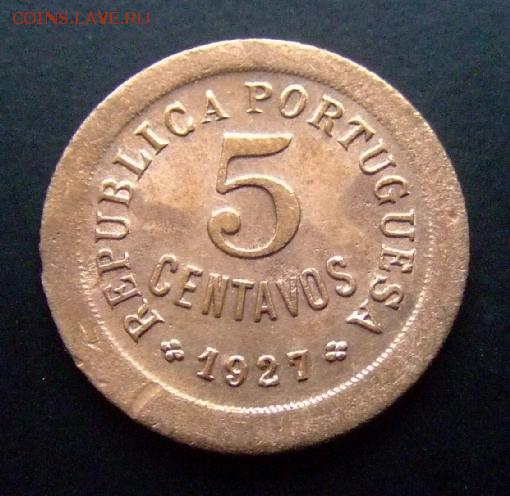 COINS.LAVE.RU
REPUBLICA PORTUGUESA
5
CENTAVOS
1927